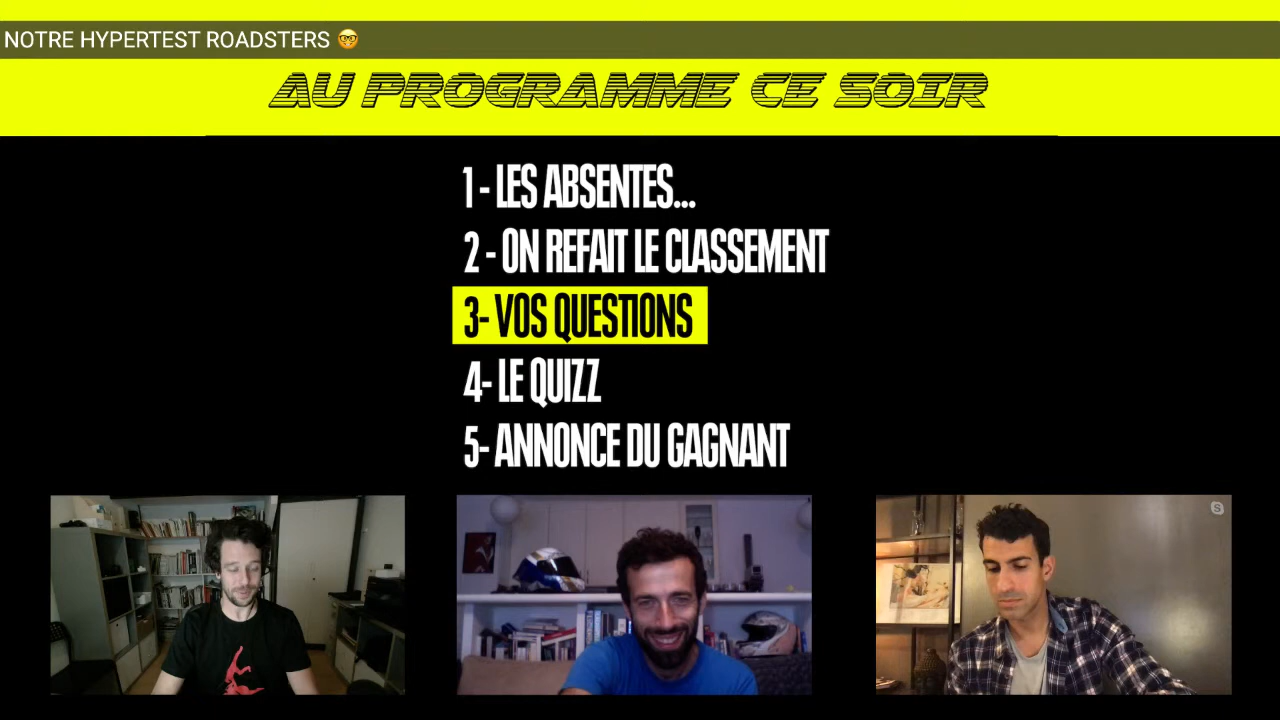 NOTRE HYPERTEST ROADSTERS 🤓
AU PROGRAMME CE SOIR
1 - LES ABSENTES...
2 - ON REFAIT LE CLASSEMENT
3- VOS QUESTIONS
4- LE QUIZZ
5- ANNONCE DU GAGNANT